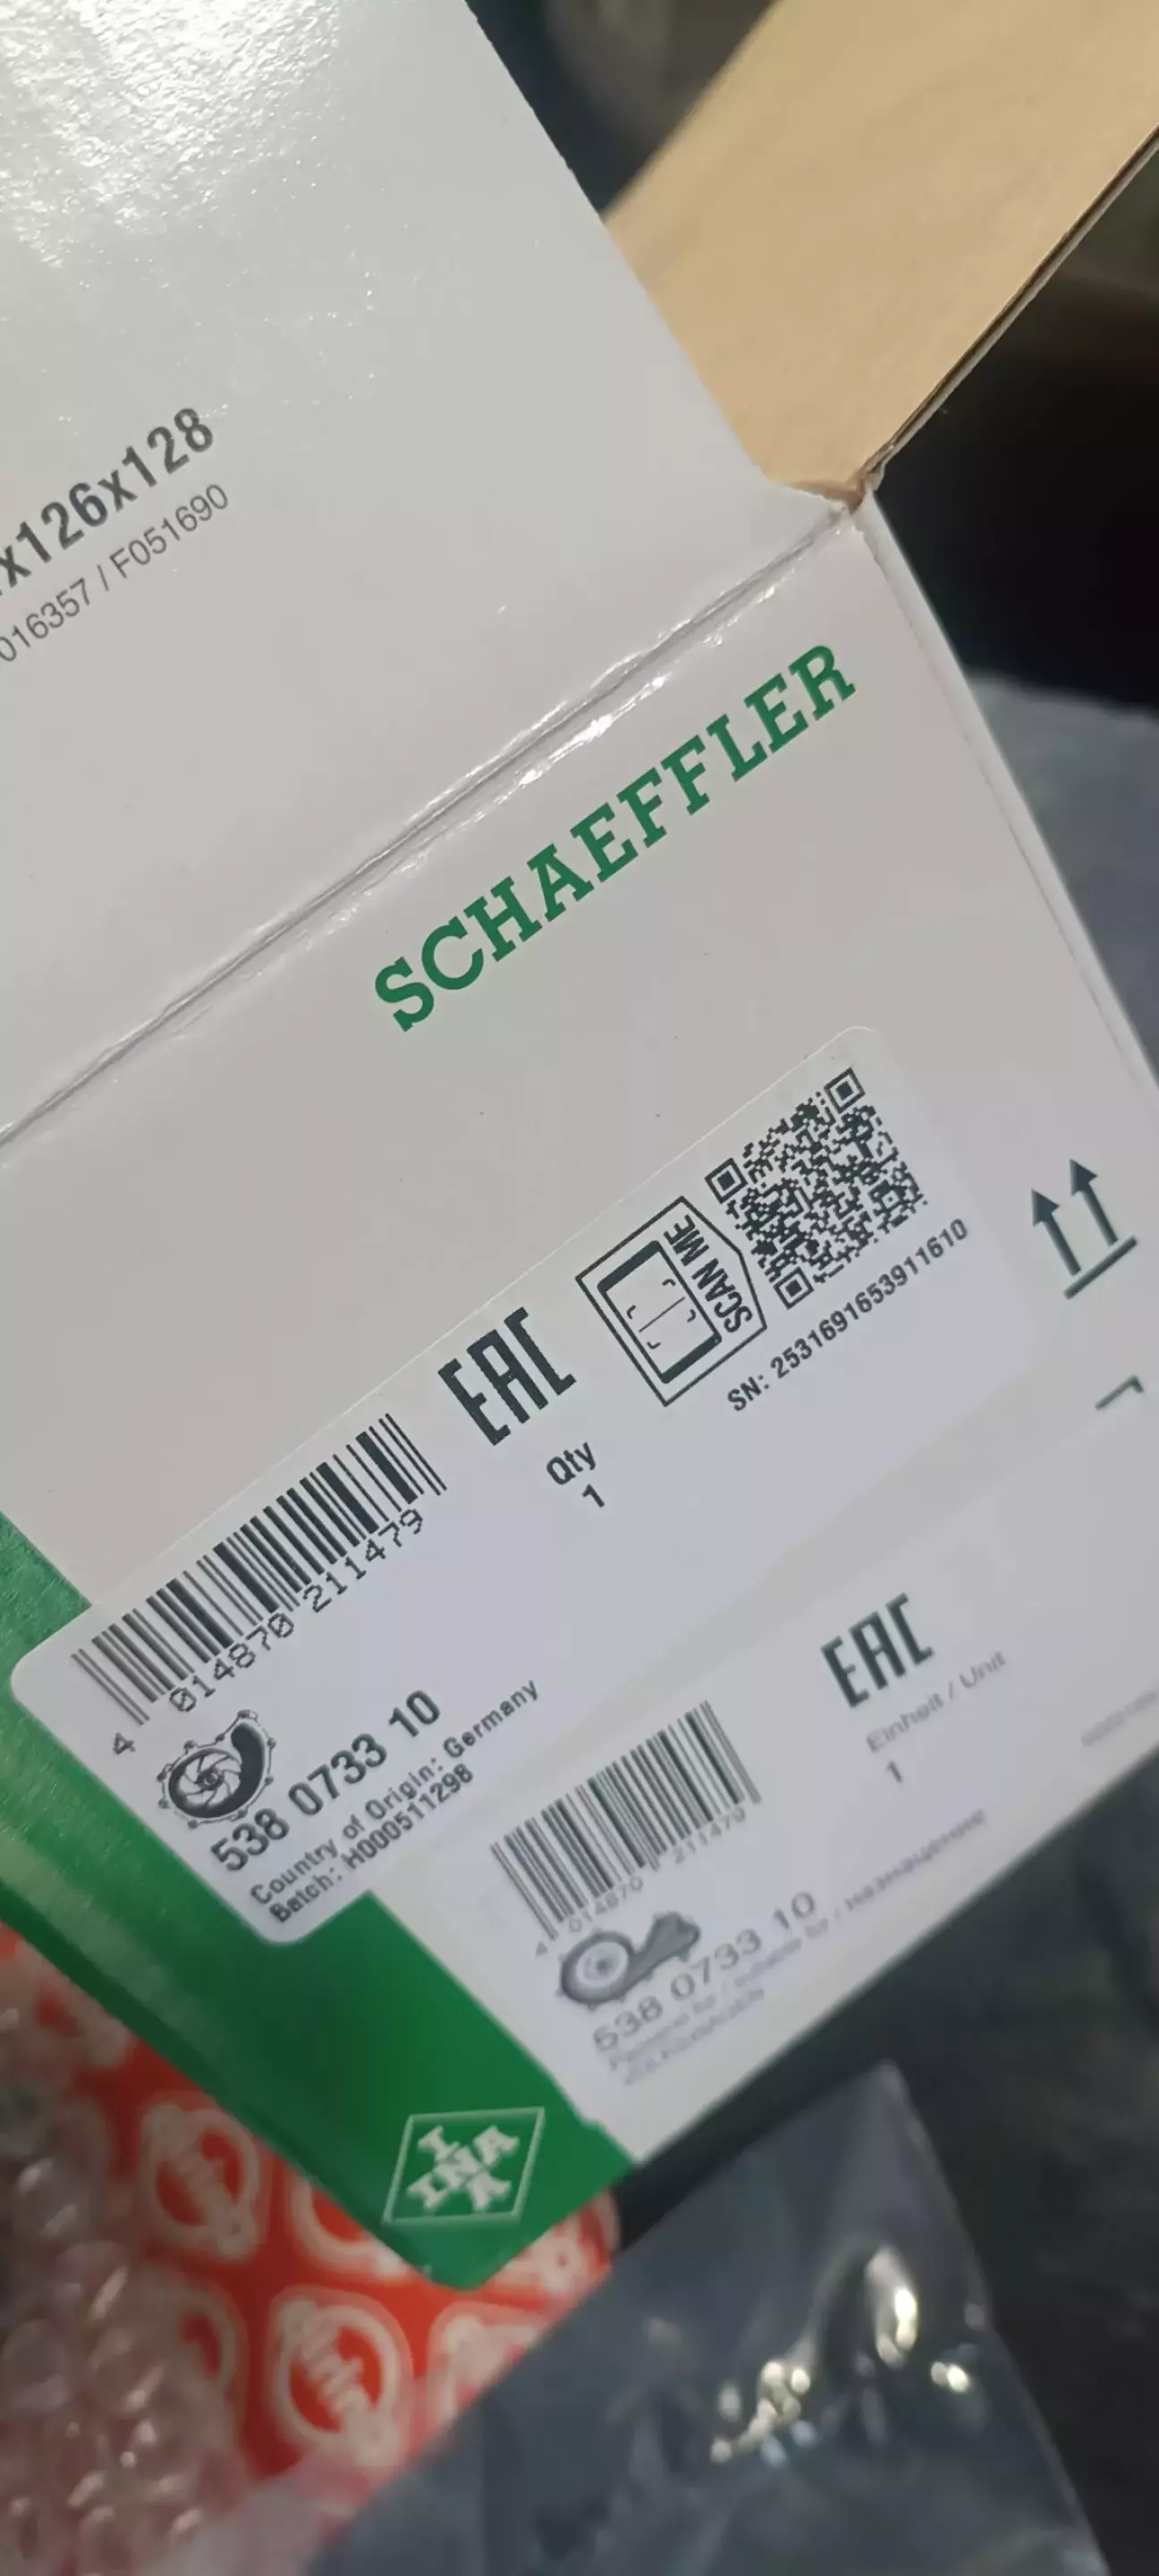 x126x128
016357 / F051690
SCHAEFFLER
SCAN ME
SN: 2531691653911610
EAC
Qty
1
4 014870 211479
538 0733 10
Country of Origin: Germany
Batch: H000511298
EAC
Einheit / Unit
1
4 014870 211479
538 0733 10
INA